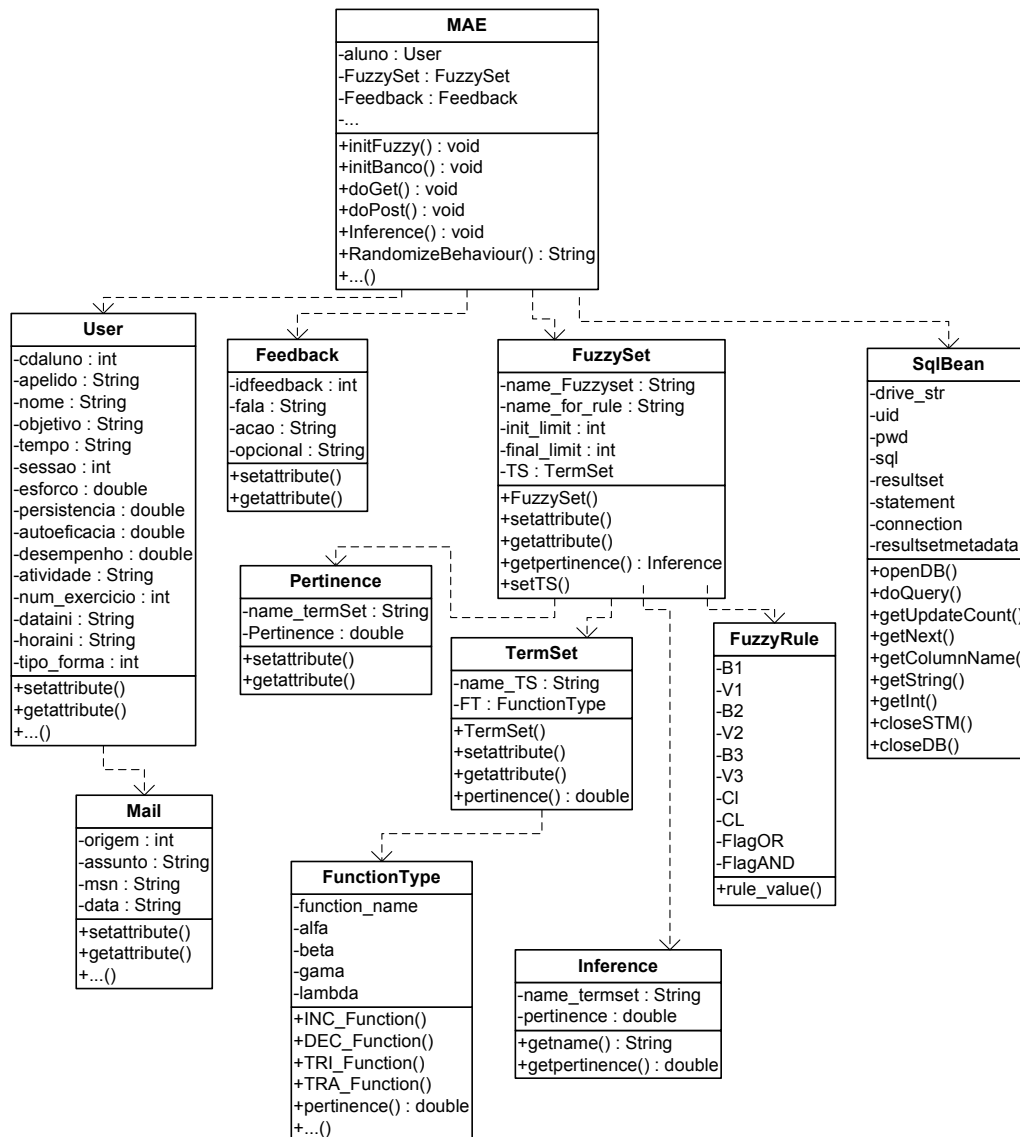 MAE
-aluno : User
-FuzzySet : FuzzySet
-Feedback : Feedback
-...
+initFuzzy() : void
+initBanco() : void
+doGet() : void
+doPost() : void
+Inference() : void
+RandomizeBehaviour() : String
+...()
User
-cdaluno : int
-apelido : String
-nome : String
-objetivo : String
-tempo : String
-sessao : int
-esforco : double
-persistencia : double
-autoeficacia : double
-desempenho : double
-atividade : String
-num_exercicio : int
-dataini : String
-horaini : String
-tipo_forma : int
+setattribute()
+getattribute()
+...()
Feedback
-idfeedback : int
-fala : String
-acao : String
-opcional : String
+setattribute()
+getattribute()
FuzzySet
-name_Fuzzyset : String
-name_for_rule : String
-init_limit : int
-final_limit : int
-TS : TermSet
+FuzzySet()
+setattribute()
+getattribute()
+getpertinence() : Inference
+setTS()
SqlBean
-drive_str
-uid
-pwd
-sql
-resultset
-statement
-connection
-resultsetmetadata
+openDB()
+doQuery()
+getUpdateCount()
+getNext()
+getColumnName(
+getString()
+getInt()
+closeSTM()
+closeDB()
Pertinence
-name_termSet : String
-Pertinence : double
+setattribute()
+getattribute()
TermSet
-name_TS : String
-FT : FunctionType
+TermSet()
+setattribute()
+getattribute()
+pertinence() : double
FuzzyRule
-B1
-V1
-B2
-V2
-B3
-V3
-CI
-CL
-FlagOR
-FlagAND
+rule_value()
Mail
-origem : int
-assunto : String
-msn : String
-data : String
+setattribute()
+getattribute()
+...()
FunctionType
-function_name
-alfa
-beta
-gama
-lambda
+INC_Function()
+DEC_Function()
+TRI_Function()
+TRA_Function()
+pertinence() : double
+...()
Inference
-name_termset : String
-pertinence : double
+getname() : String
+getpertinence() : double